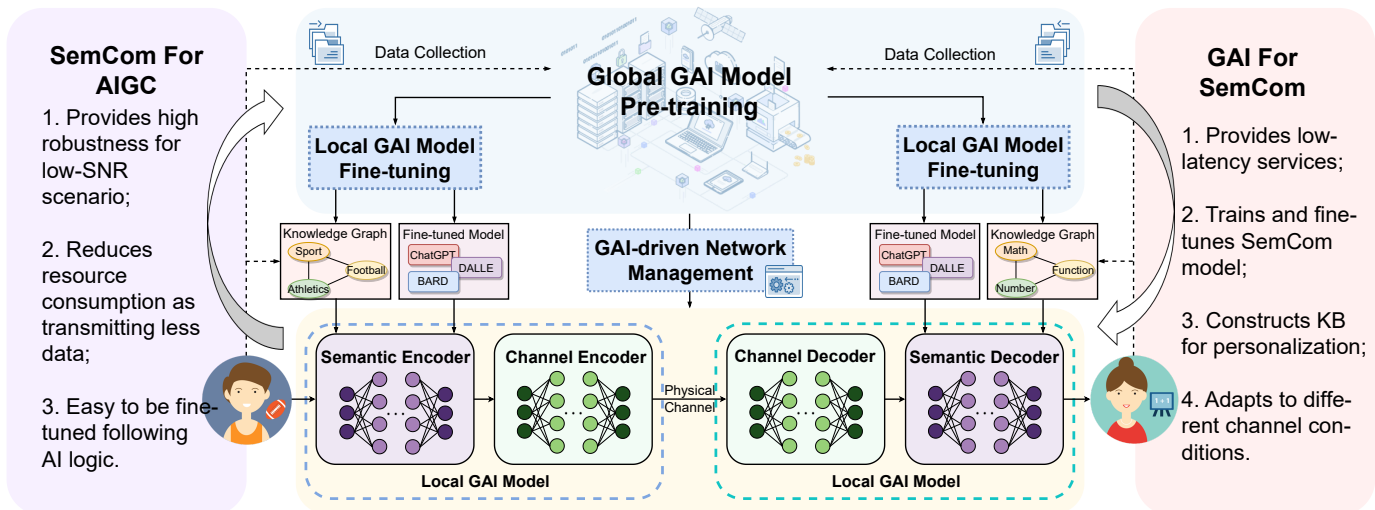 SemCom For
AIGC
1. Provides high
robustness for
low-SNR
scenario;
2. Reduces
resource
consumption as
transmitting less
data;
3. Easy to be fine-
tuned following
AI logic.
Data Collection
Global GAI Model
Pre-training
Data Collection
Local GAI Model
Fine-tuning
Local GAI Model
Fine-tuning
Knowledge Graph
Sport
Football
Athletics
Fine-tuned Model
ChatGPT
DALLE
BARD
GAI-driven Network
Management
Fine-tuned Model
ChatGPT
DALLE
BARD
Knowledge Graph
Math
Function
Number
Semantic Encoder
Channel Encoder
Physical
Channel
Channel Decoder
Semantic Decoder
Local GAI Model
Local GAI Model
1 + 1
GAI For
SemCom
1. Provides low-
latency services;
2. Trains and fine-
tunes SemCom
model;
3. Constructs KB
for personalization;
4. Adapts to diffe-
rent channel con-
ditions.